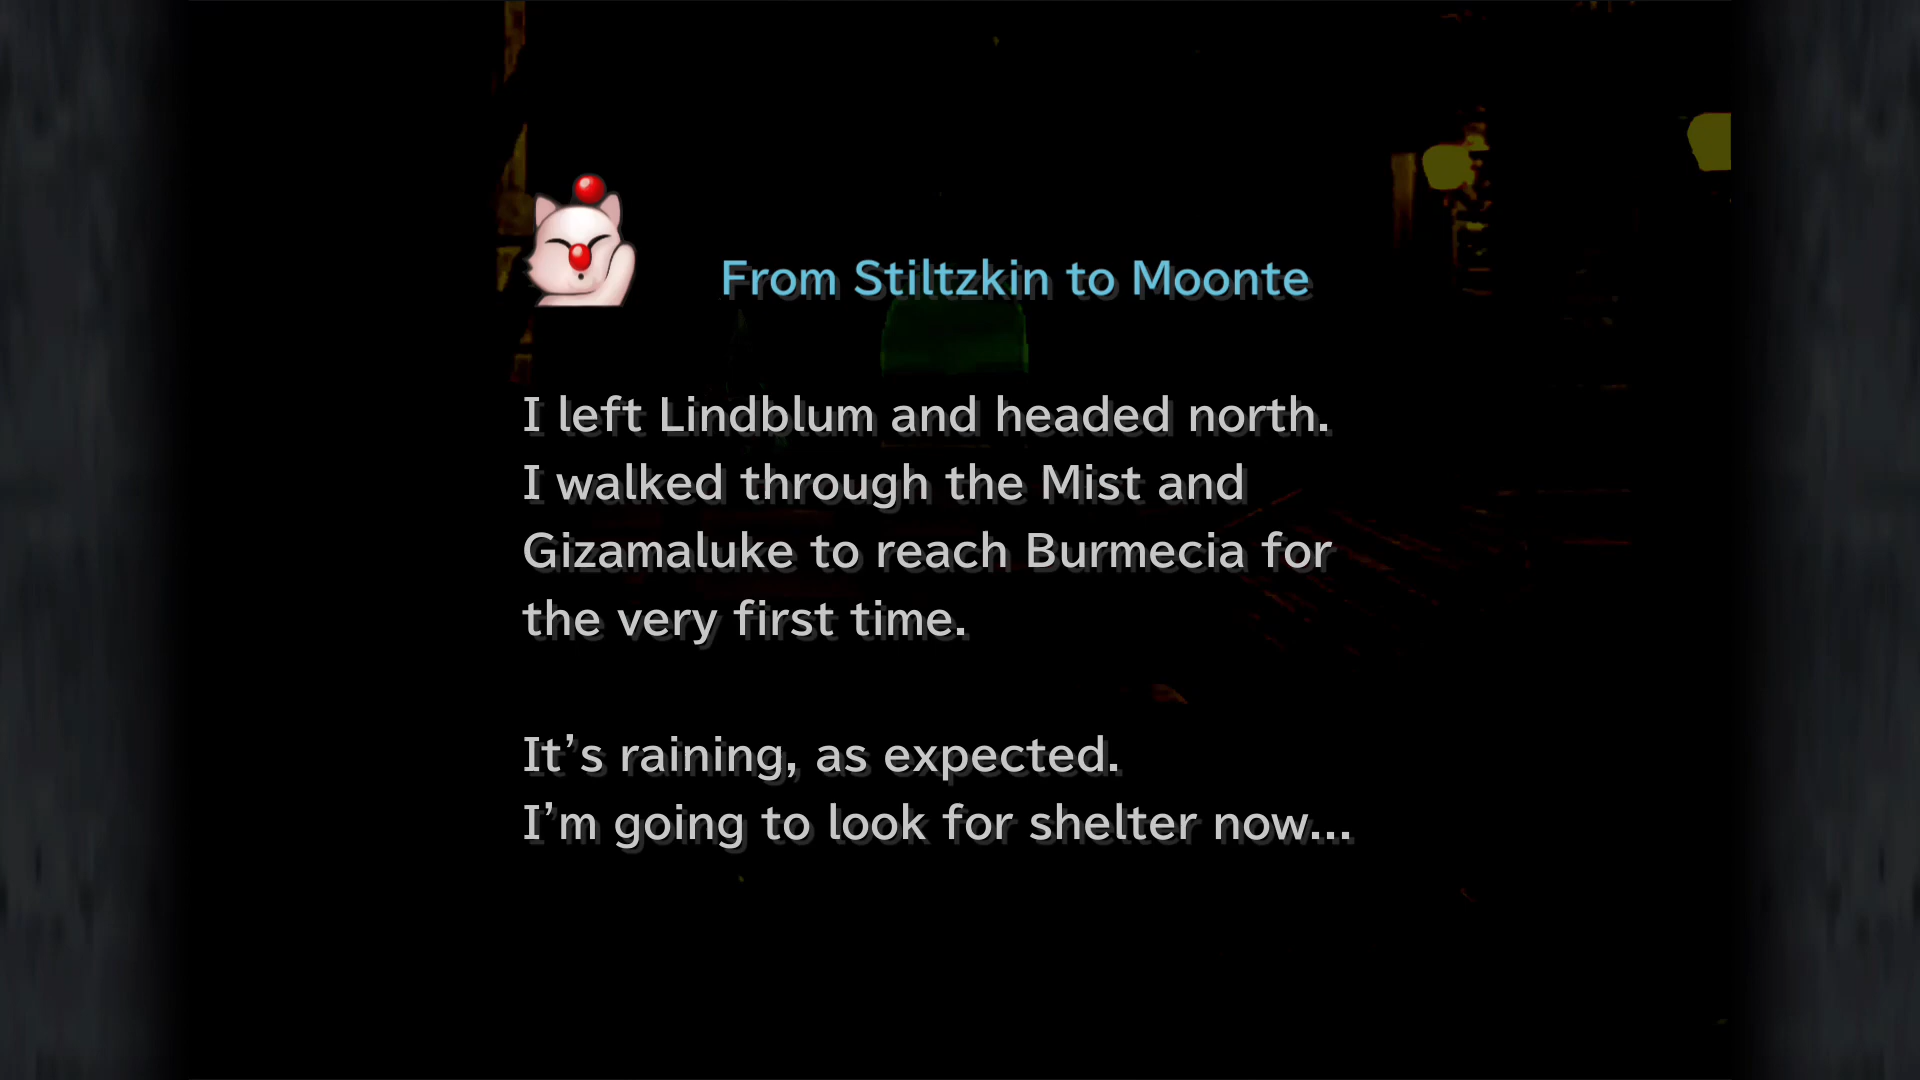 From Stiltzkin to Moonte
I left Lindblum and headed north.
I walked through the Mist and
Gizamaluke to reach Burmecia for
the very first time.
It’s raining, as expected.
I’m going to look for shelter now...